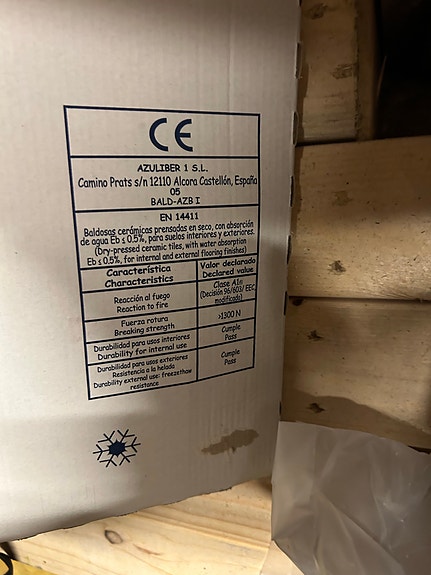 CE
AZULIBER 1 S.L.
Camino Prats s/n 12110 Alcora Castellón, España
05
BALD-AZB I
EN 14411
Baldosas cerámicas prensadas en seco, con absorción
de agua Eb ≤ 0.5%, para suelos interiores y exteriores.
(Dry-pressed ceramic tiles, with water absorption
Eb ≤ 0.5%, for internal and external flooring finishes)
Característica Valor declarado
Characteristics Declared value
Reacción al fuego Clase A1n
Reaction to fire (Decisión 96/603/ EEC,
modificada)
Fuerza rotura >1300 N
Breaking strength
Durabilidad para usos interiores Cumple
Durability for internal use Pass
Durabilidad para usos exteriores Cumple
Resistencia a la helada Pass
Durability external use: freezethow
resistance